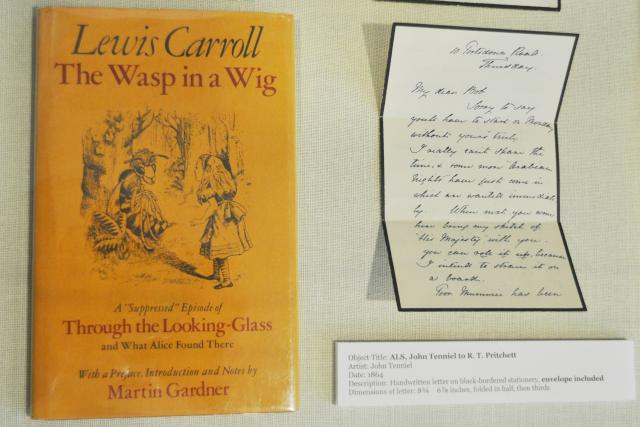 Lewis Carroll
The Wasp in a Wig
A "Suppressed" Episode of
Through the Looking-Glass
and What Alice Found There
With a Preface, Introduction and Notes by
Martin Gardner
Thursday.
My dear Bob
Sorry to say
you'll have to start on Monday
without yours truly.
I really can't spare the
time, & some more Arabian
Nights have just come in
which are wanted immediate
ly. When next you come
here bring my sketch of
"His Majesty" with you.
you can roll it up, because
I intend to strain it on
a board.
Poor Mummie has been
Object Title: ALS, John Tenniel to R. T. Pritchett
Artist: John Tenniel
Date: 1864
Description: Handwritten letter on black-bordered stationery, envelope included
Dimensions of letter: 8¾ 6⅞ inches, folded in half, then thirds